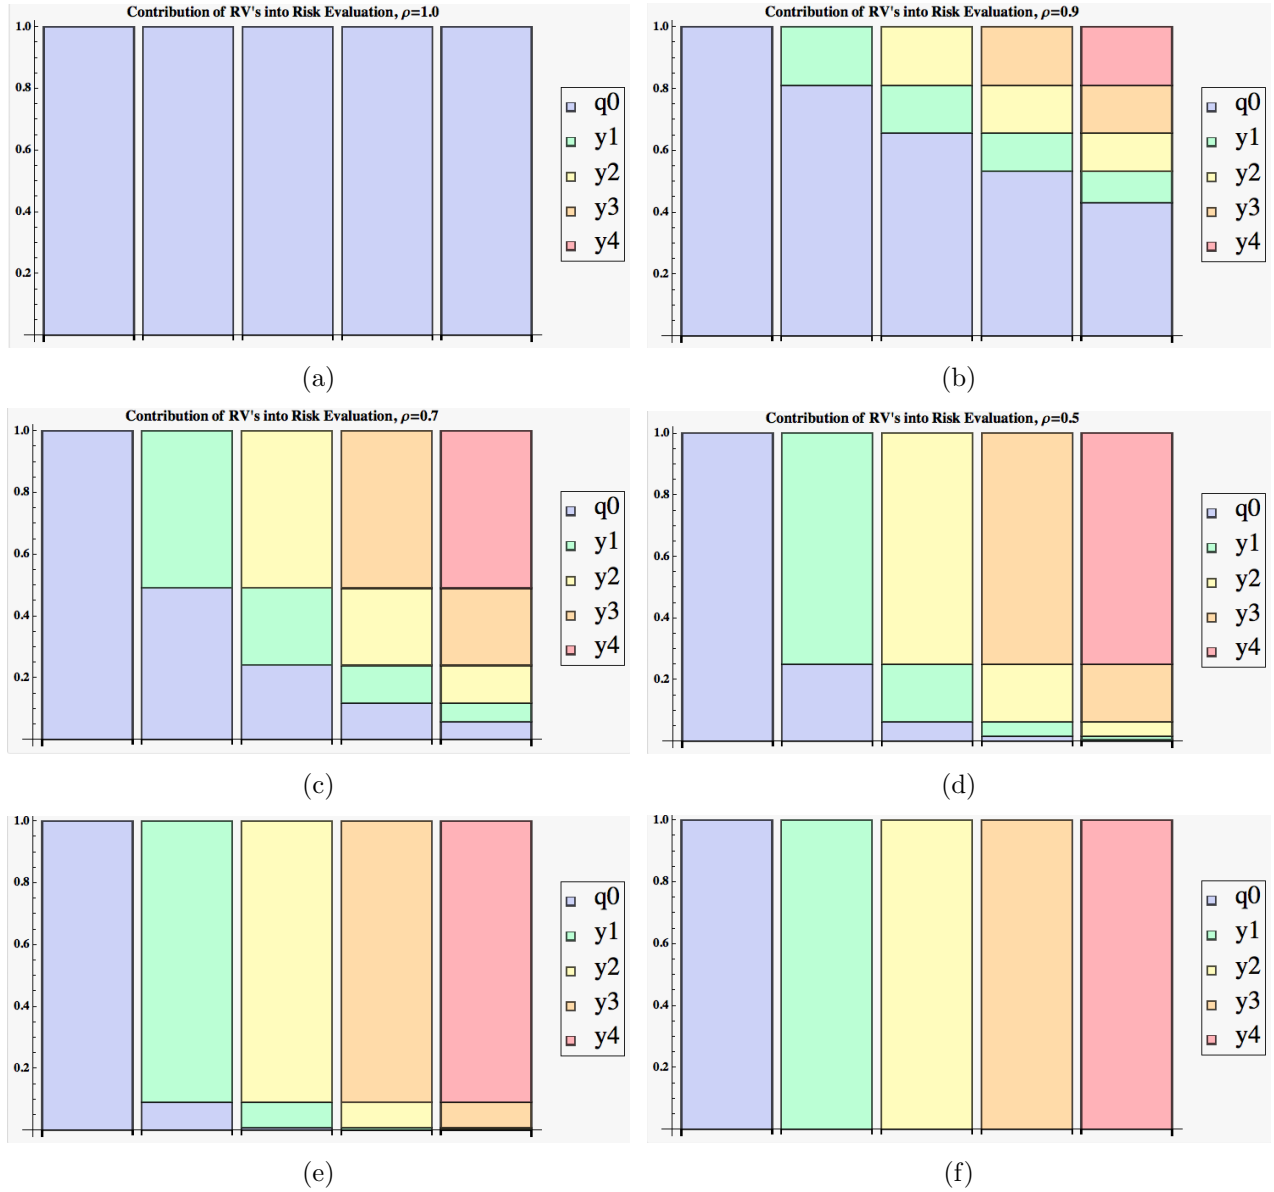 Contribution of RV's into Risk Evaluation, ρ=1.0
1.0
0.8
0.6
0.4
0.2
q0
y1
y2
y3
y4
(a)
Contribution of RV's into Risk Evaluation, ρ=0.9
1.0
0.8
0.6
0.4
0.2
q0
y1
y2
y3
y4
(b)
Contribution of RV's into Risk Evaluation, ρ=0.7
1.0
0.8
0.6
0.4
0.2
q0
y1
y2
y3
y4
(c)
Contribution of RV's into Risk Evaluation, ρ=0.5
1.0
0.8
0.6
0.4
0.2
q0
y1
y2
y3
y4
(d)
1.0
0.8
0.6
0.4
0.2
q0
y1
y2
y3
y4
(e)
1.0
0.8
0.6
0.4
0.2
q0
y1
y2
y3
y4
(f)